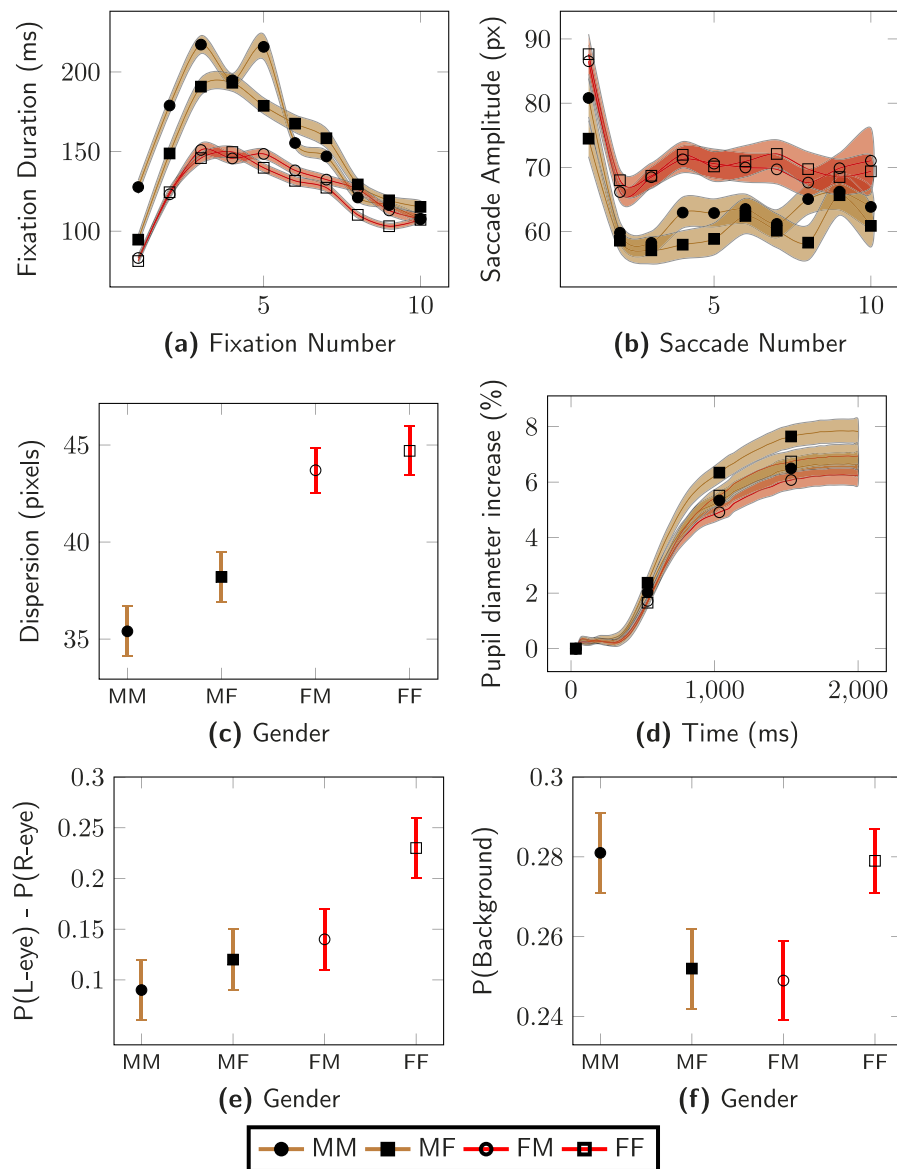 Fixation Duration (ms)
200
150
100
5
10
(a) Fixation Number
Saccade Amplitude (px)
90
80
70
60
5
10
(b) Saccade Number
Dispersion (pixels)
45
40
35
MM
MF
FM
FF
(c) Gender
Pupil diameter increase (%)
8
6
4
2
0
0
1,000
2,000
(d) Time (ms)
P(L-eye) - P(R-eye)
0.3
0.25
0.2
0.15
0.1
MM
MF
FM
FF
(e) Gender
P(Background)
0.3
0.28
0.26
0.24
MM
MF
FM
FF
(f) Gender
MM MF FM FF